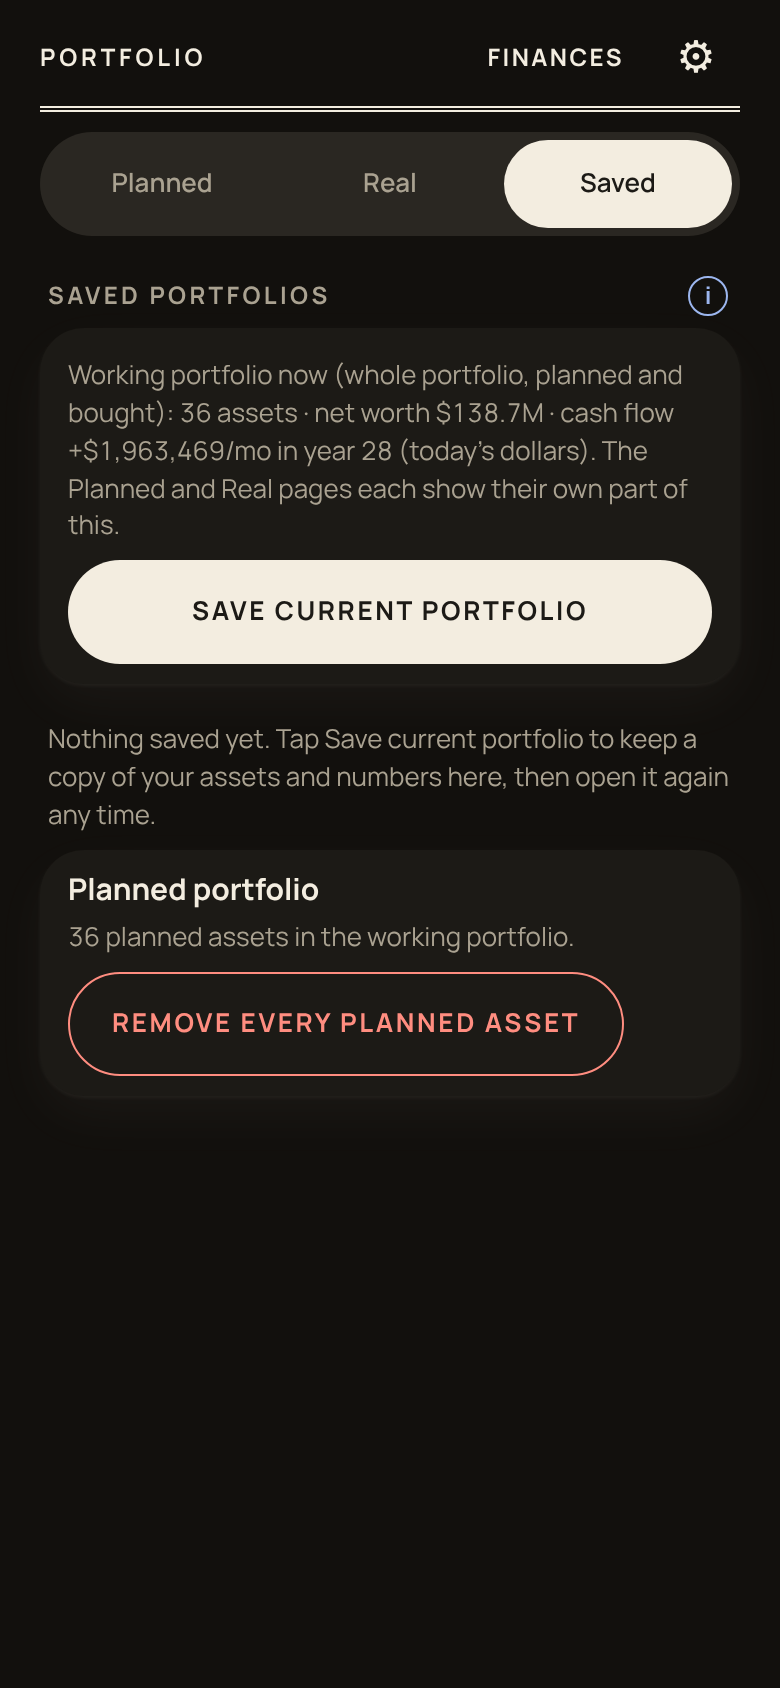 PORTFOLIO
FINANCES
Planned
Real
Saved
SAVED PORTFOLIOS
i
Working portfolio now (whole portfolio, planned and
bought): 36 assets · net worth $138.7M · cash flow
+$1,963,469/mo in year 28 (today’s dollars). The
Planned and Real pages each show their own part of
this.
SAVE CURRENT PORTFOLIO
Nothing saved yet. Tap Save current portfolio to keep a
copy of your assets and numbers here, then open it again
any time.
Planned portfolio
36 planned assets in the working portfolio.
REMOVE EVERY PLANNED ASSET